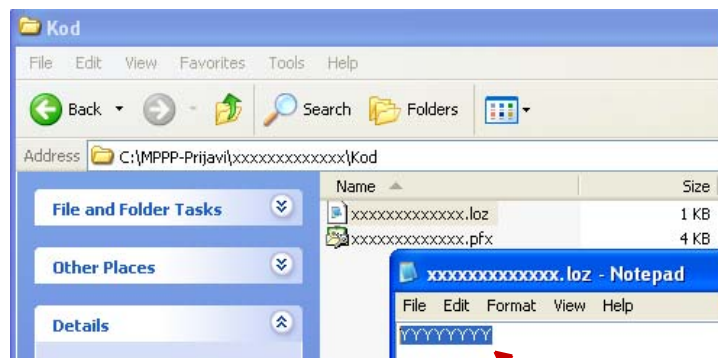 Kod
File Edit View Favorites Tools Help
Back Search Folders
Address C:\MPPP-Prijavi\xxxxxxxxxxxxx\Kod
Name Size
File and Folder Tasks
xxxxxxxxxxxxx.loz 1 KB
xxxxxxxxxxxxx.pfx 4 KB
Other Places
xxxxxxxxxxxxx.loz - Notepad
File Edit Format View Help
Details
YYYYYYYY